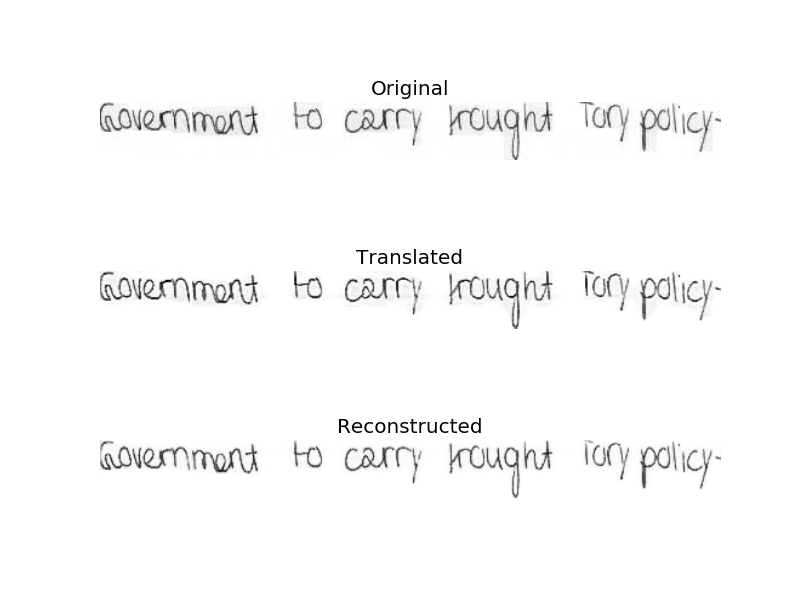 Original
Government to carry trought Tory policy-
Translated
Government to carry trought Tory policy-
Reconstructed
Government to carry trought Tory policy-